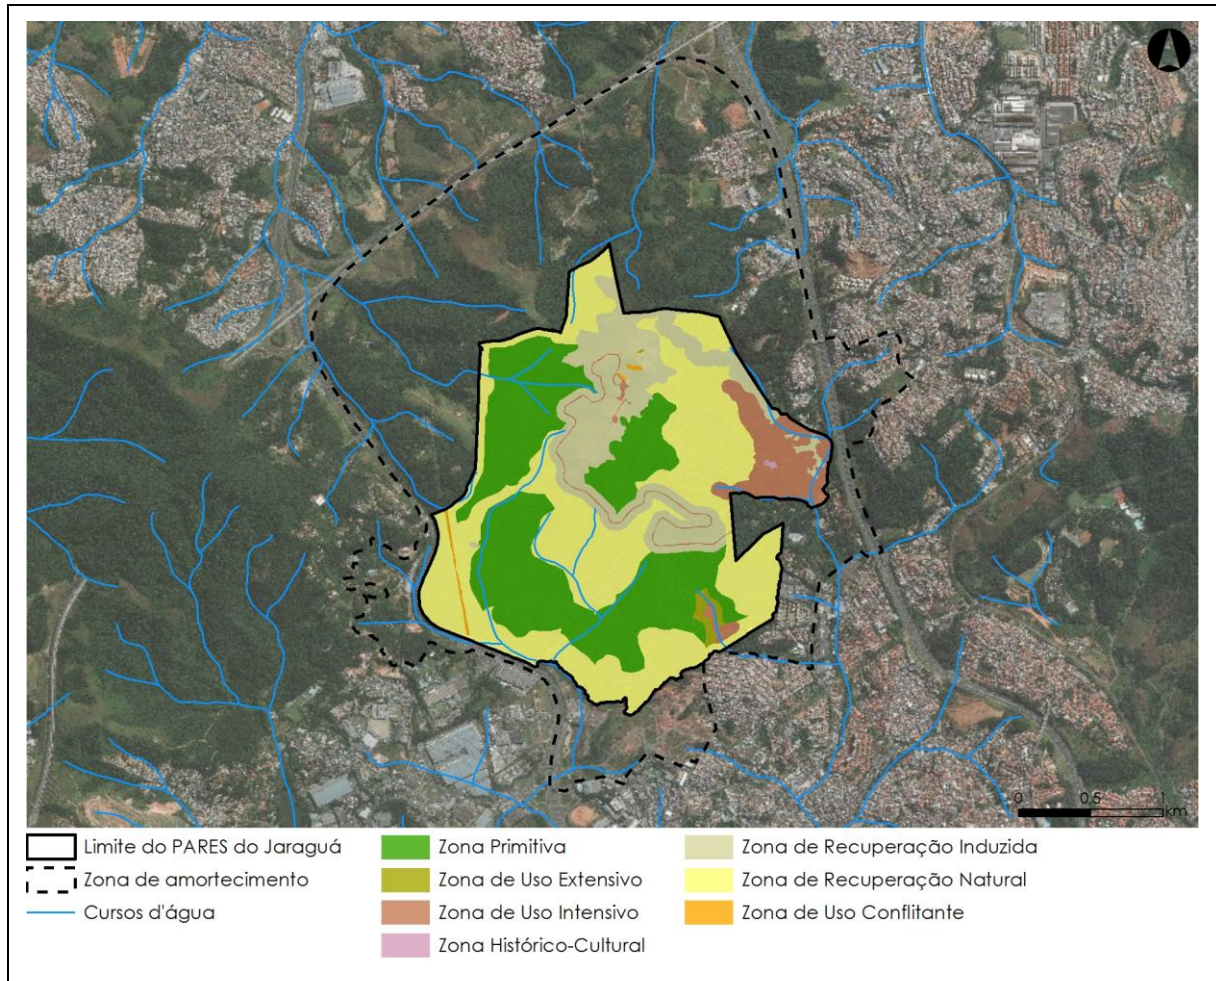 0 0,5 1
km
Limite do PARES do Jaraguá
Zona de amortecimento
Cursos d'água
Zona Primitiva
Zona de Uso Extensivo
Zona de Uso Intensivo
Zona Histórico-Cultural
Zona de Recuperação Induzida
Zona de Recuperação Natural
Zona de Uso Conflitante